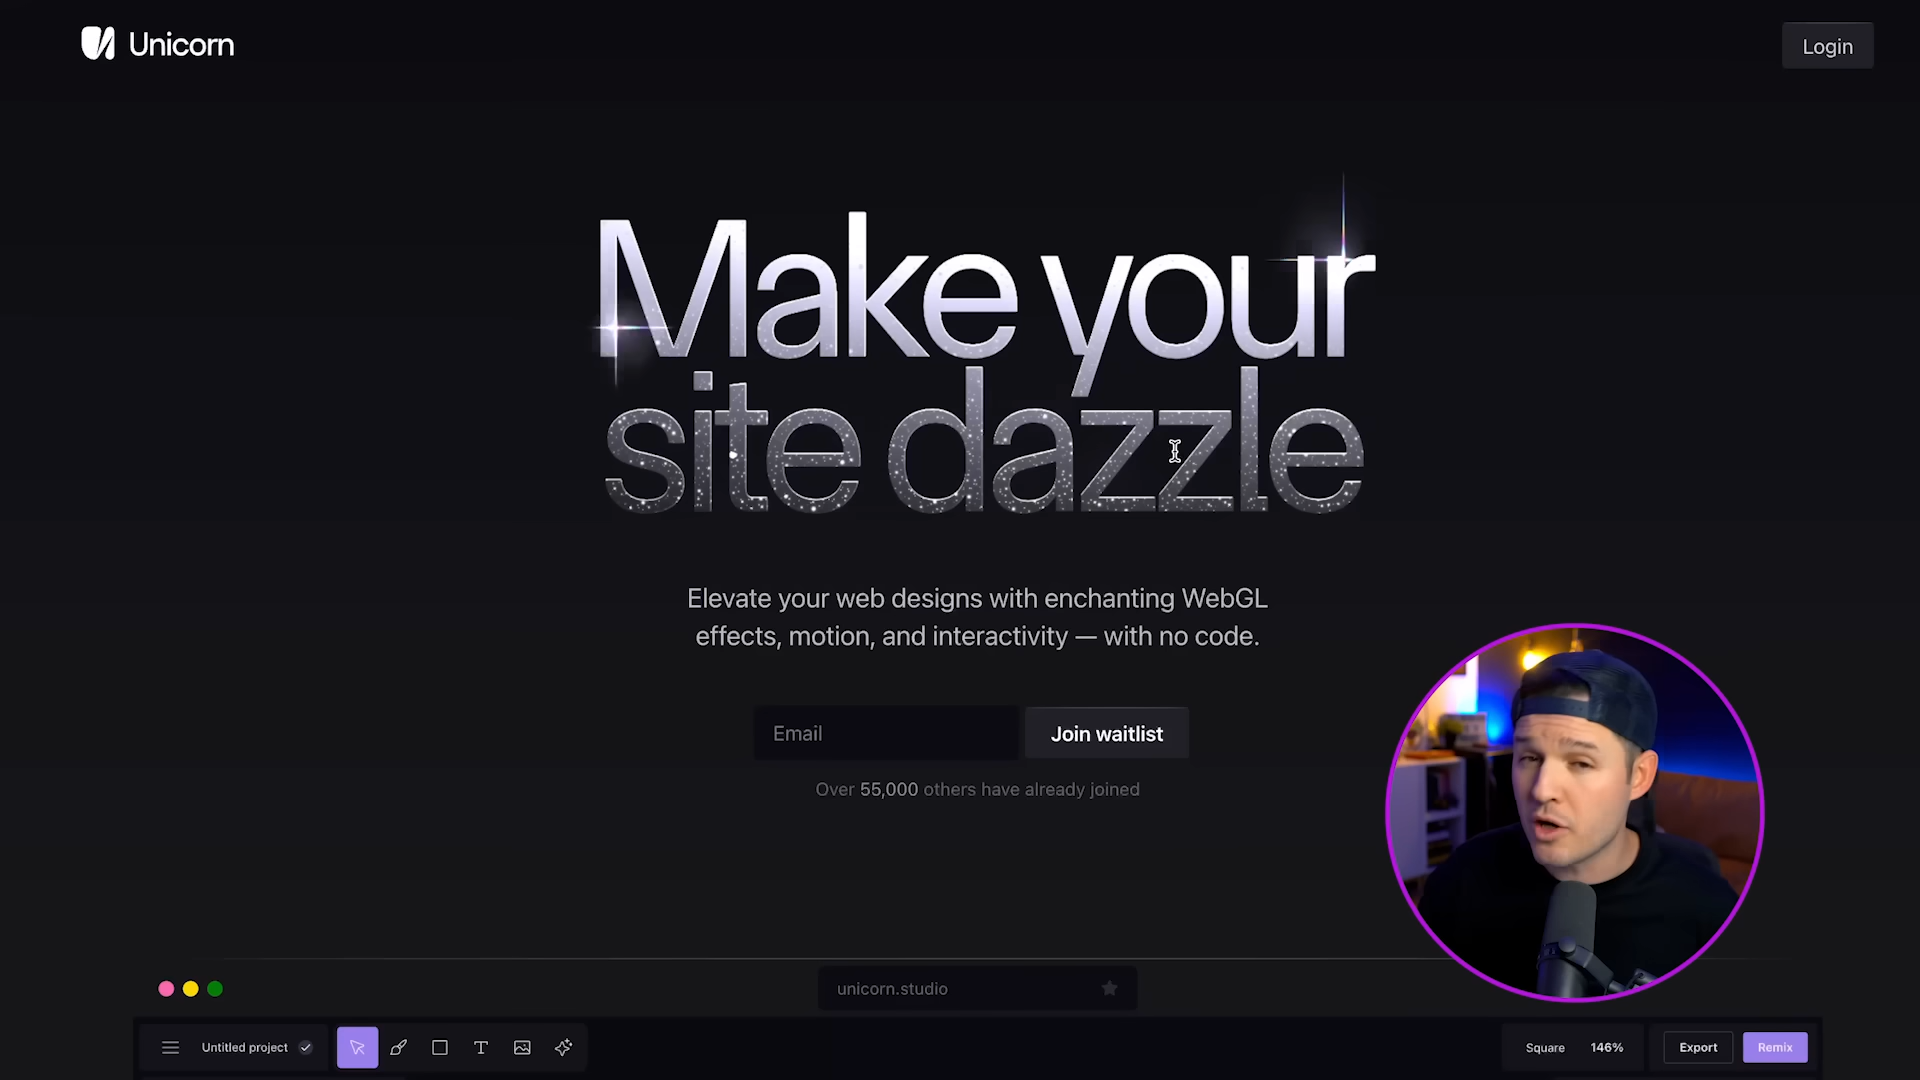 Unicorn
Login
Make your
site dazzle
Elevate your web designs with enchanting WebGL
effects, motion, and interactivity — with no code.
Email
Join waitlist
Over 55,000 others have already joined
unicorn.studio
Untitled project
T
Square
146%
Export
Remix